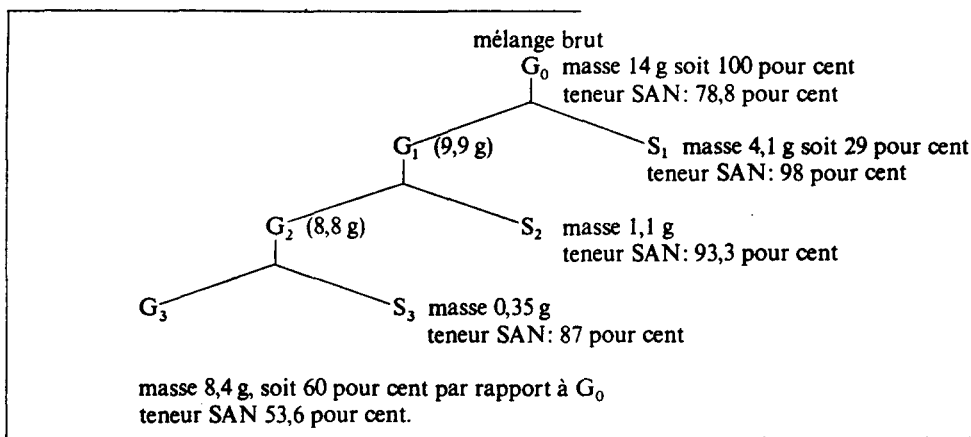 mélange brut
G₀ masse 14 g soit 100 pour cent
teneur SAN: 78,8 pour cent
G₁ (9,9 g) S₁ masse 4,1 g soit 29 pour cent
teneur SAN: 98 pour cent
G₂ (8,8 g) S₂ masse 1,1 g
teneur SAN: 93,3 pour cent
G₃ S₃ masse 0,35 g
teneur SAN: 87 pour cent
masse 8,4 g, soit 60 pour cent par rapport à G₀
teneur SAN 53,6 pour cent.